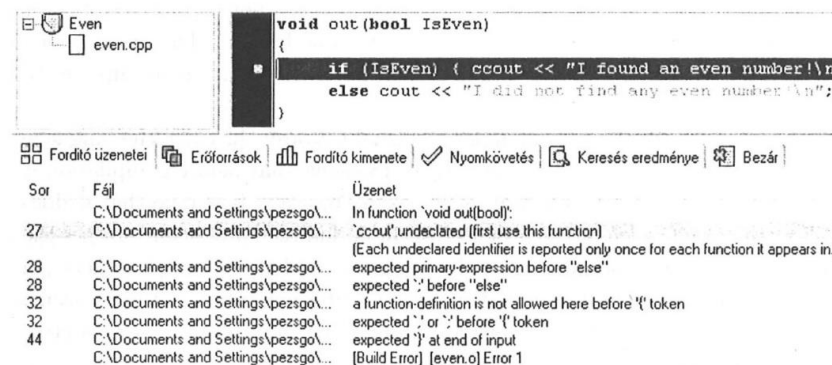 Even
even.cpp
void out(bool IsEven)
{
if (IsEven) { ccout << "I found an even number!\n
else cout << "I did not find any even number!\n";
}
Fordító üzenetei
Erőforrások
Fordító kimenete
Nyomkövetés
Keresés eredménye
Bezár
Sor Fájl Üzenet
C:\Documents and Settings\pezsgo\... In function `void out(bool)':
27 C:\Documents and Settings\pezsgo\... `ccout' undeclared (first use this function)
(Each undeclared identifier is reported only once for each function it appears in.
28 C:\Documents and Settings\pezsgo\... expected primary-expression before "else"
28 C:\Documents and Settings\pezsgo\... expected `;' before "else"
32 C:\Documents and Settings\pezsgo\... a function-definition is not allowed here before '{' token
32 C:\Documents and Settings\pezsgo\... expected `,' or `;' before '{' token
44 C:\Documents and Settings\pezsgo\... expected `}' at end of input
C:\Documents and Settings\pezsgo\... [Build Error] [even.o] Error 1